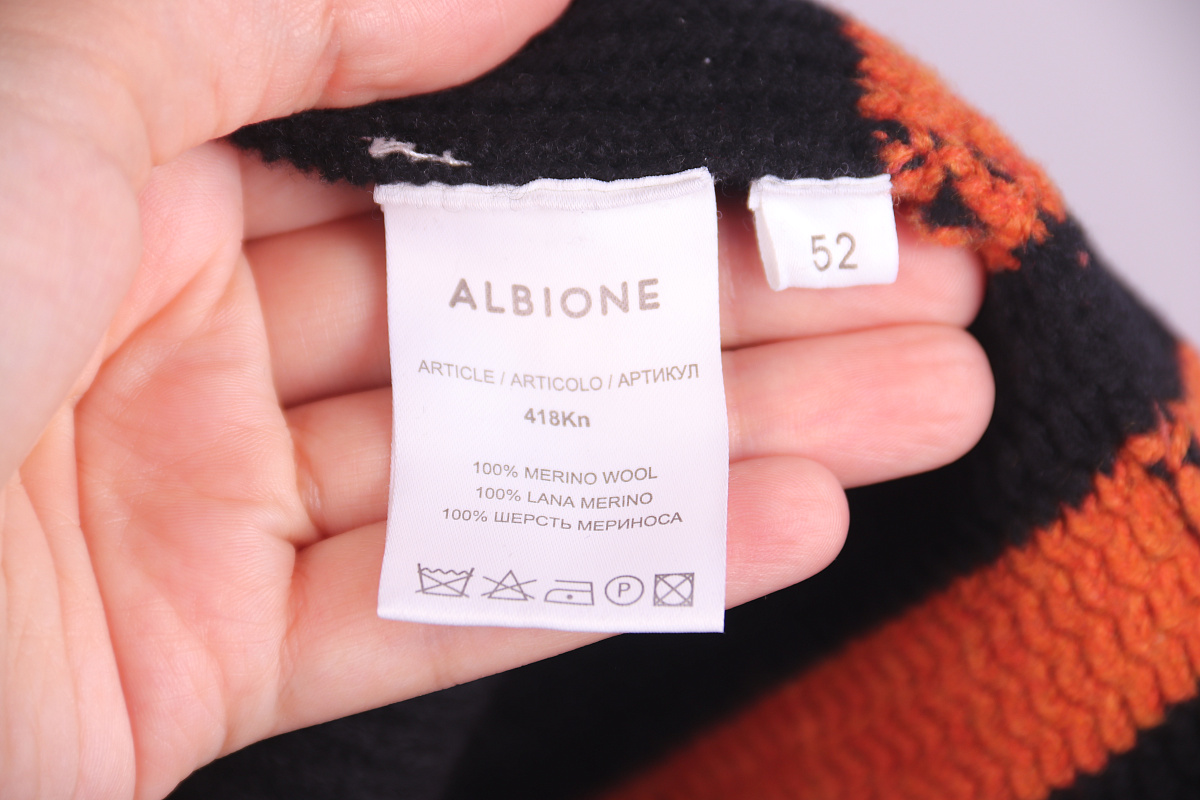 ALBIONE
52
ARTICLE / ARTICOLO / АРТИКУЛ
418Kn
100% MERINO WOOL
100% LANA MERINO
100% ШЕРСТЬ МЕРИНОСА
P